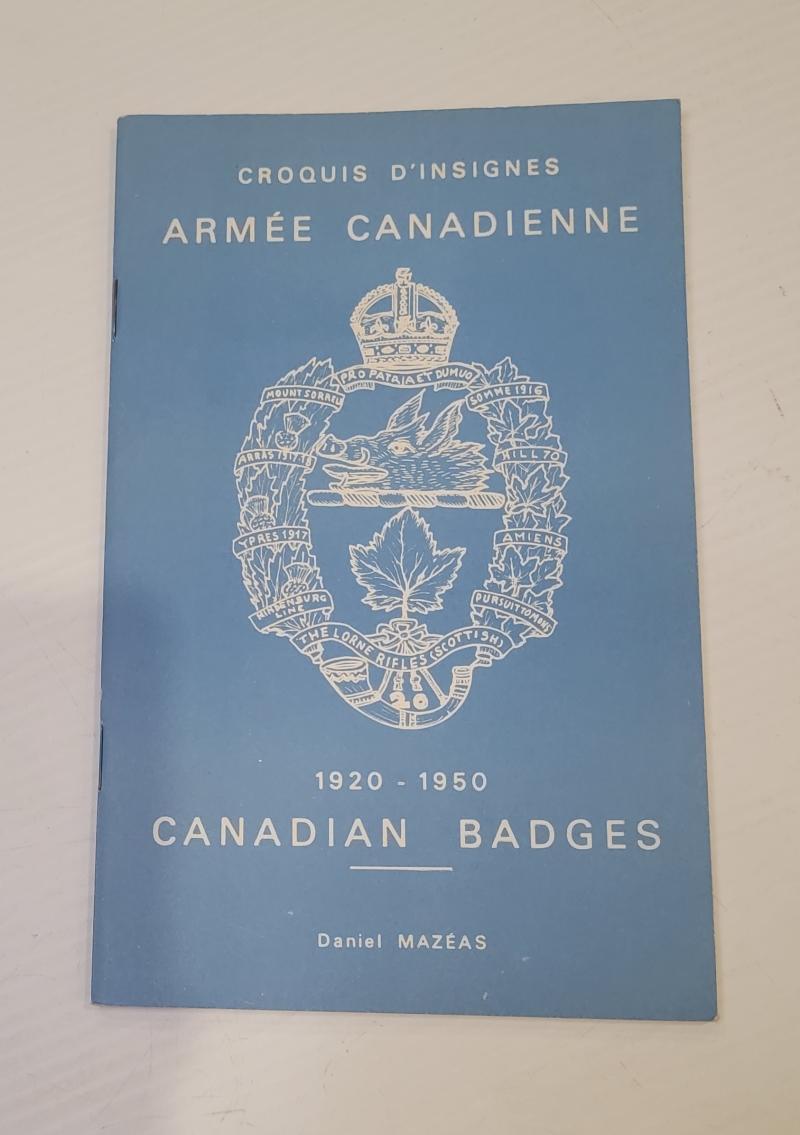 CROQUIS D'INSIGNES
ARMÉE CANADIENNE
PRO PATRIA ET DUMUO
MOUNT SORREL
SOMME 1916
ARRAS 1917 18
HILL 70
YPRES 1917
AMIENS
HINDENBURG
LINE
PURSUIT TO MONS
THE LORNE RIFLES (SCOTTISH)
20
1920 - 1950
CANADIAN BADGES
Daniel MAZÉAS